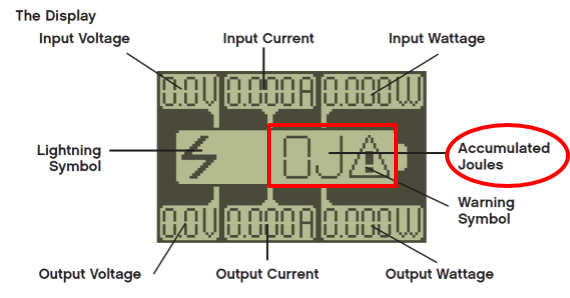 The Display
Input Voltage Input Current Input Wattage
0.0V 0.000A 0.000W
Lightning Symbol
0J
Accumulated Joules
Warning Symbol
0.0V 0.000A 0.000W
Output Voltage Output Current Output Wattage